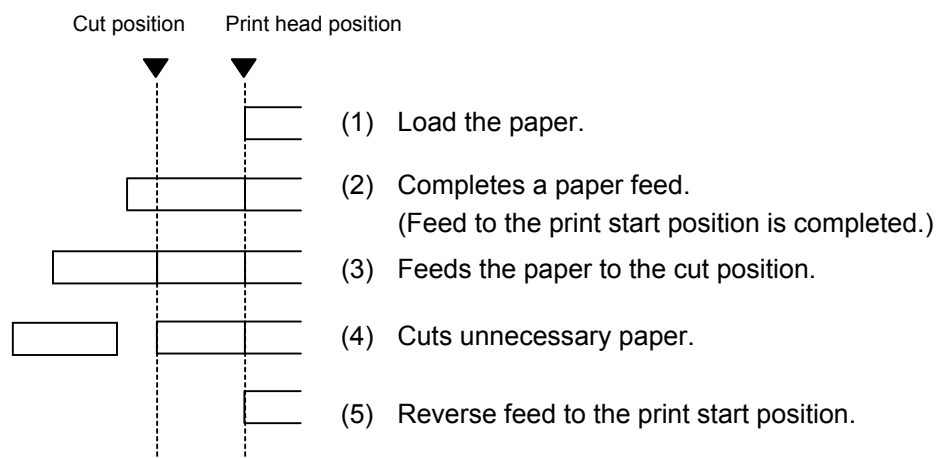 Cut position Print head position
(1) Load the paper.
(2) Completes a paper feed.
(Feed to the print start position is completed.)
(3) Feeds the paper to the cut position.
(4) Cuts unnecessary paper.
(5) Reverse feed to the print start position.